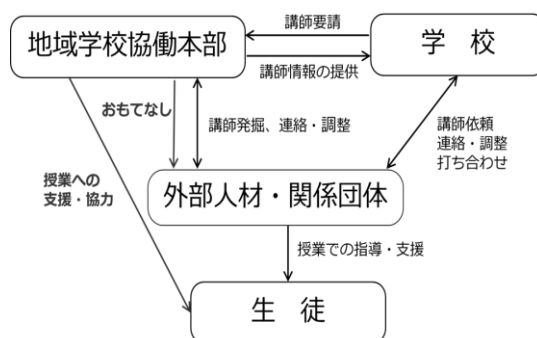 講師要請
地域学校協働本部
学 校
講師情報の提供
おもてなし
講師発掘、連絡・調整
講師依頼
連絡・調整
打ち合わせ
授業への
支援・協力
外部人材・関係団体
授業での指導・支援
生 徒